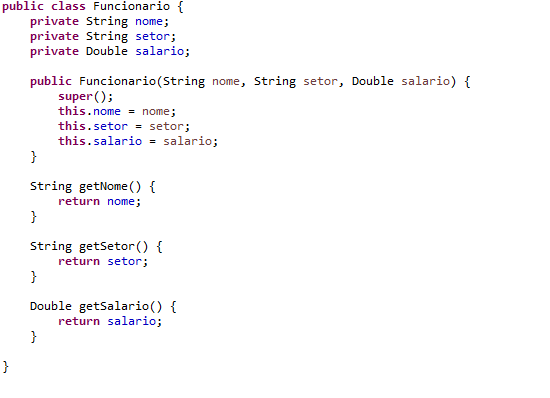 public class Funcionario {
    private String nome;
    private String setor;
    private Double salario;

    public Funcionario(String nome, String setor, Double salario) {
        super();
        this.nome = nome;
        this.setor = setor;
        this.salario = salario;
    }

    String getNome() {
        return nome;
    }

    String getSetor() {
        return setor;
    }

    Double getSalario() {
        return salario;
    }

}